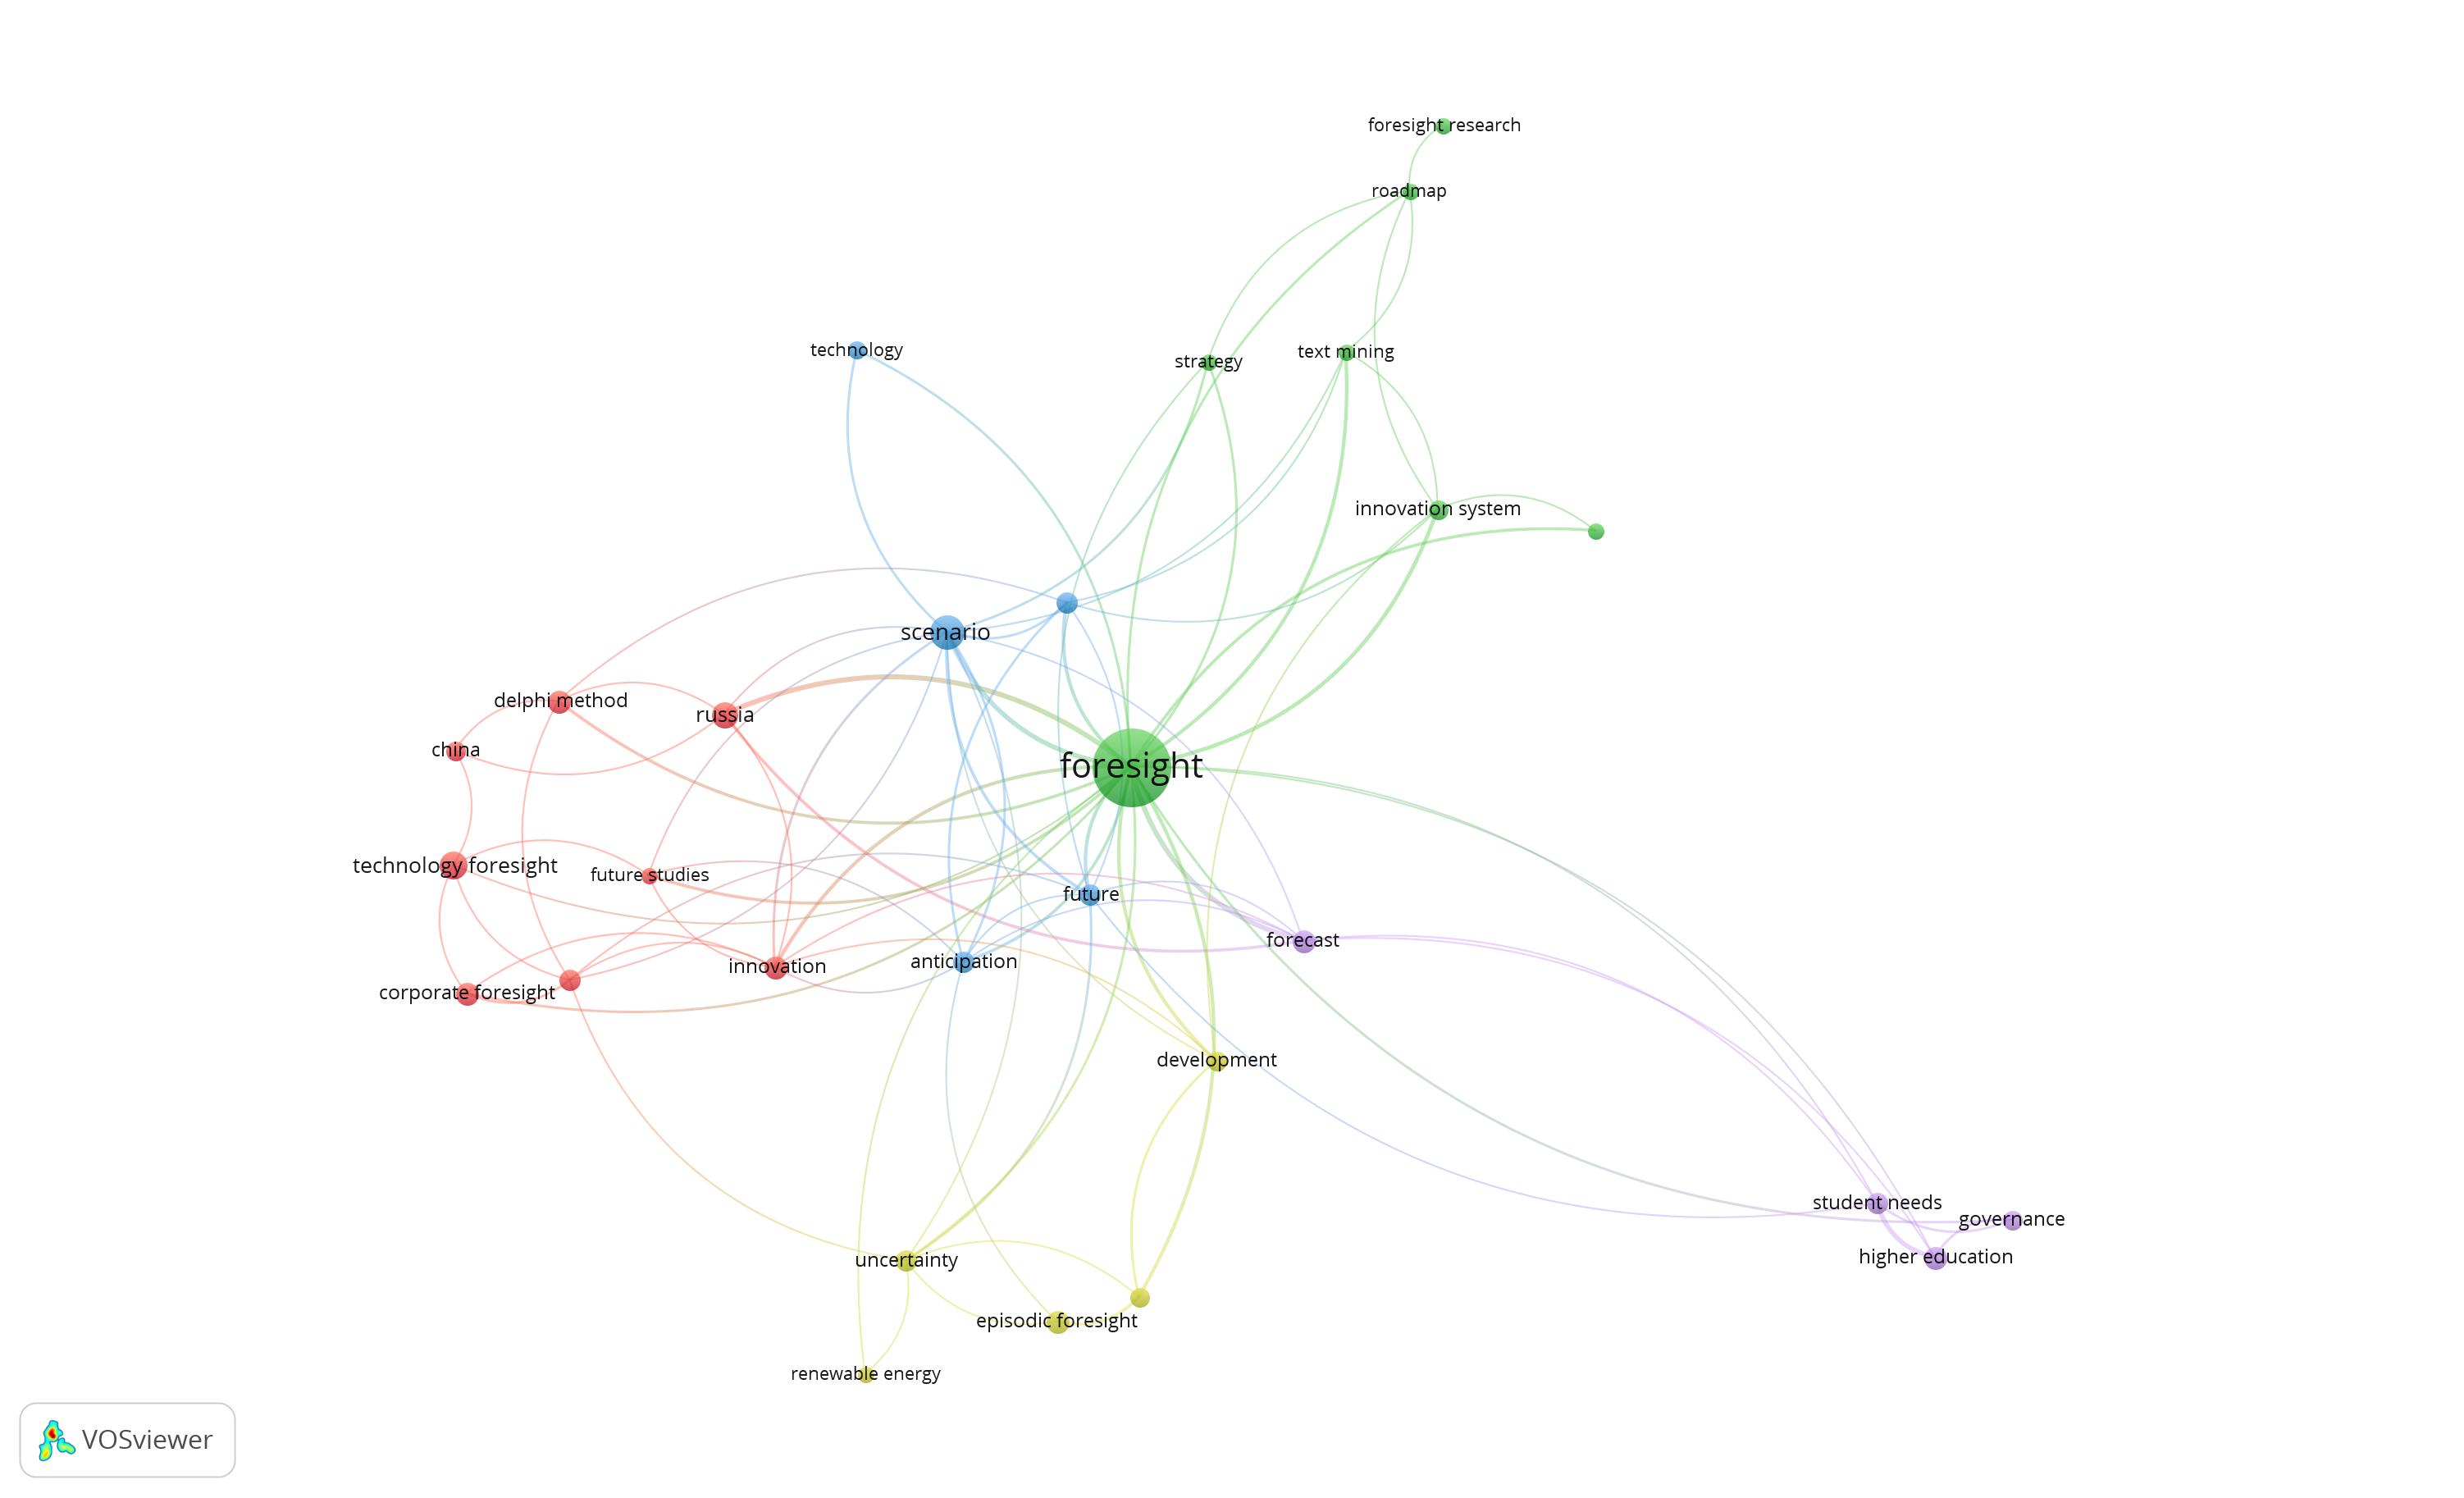 foresight research
roadmap
technology
strategy
text mining
innovation system
scenario
delphi method
russia
china
foresight
technology foresight
future studies
future
forecast
innovation
anticipation
corporate foresight
development
student needs
governance
higher education
uncertainty
episodic foresight
renewable energy
VOSviewer